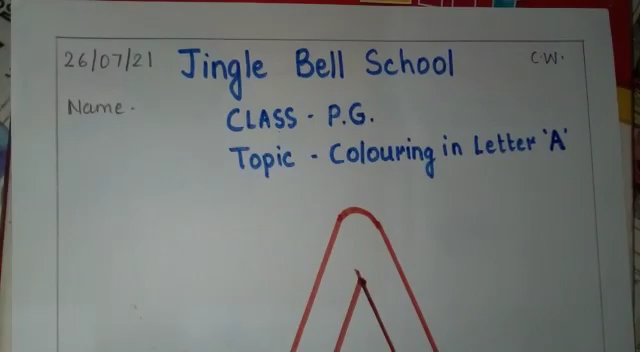 26/07/21 Jingle Bell School C.W.
Name.
CLASS - P.G.
Topic - Colouring in Letter 'A'